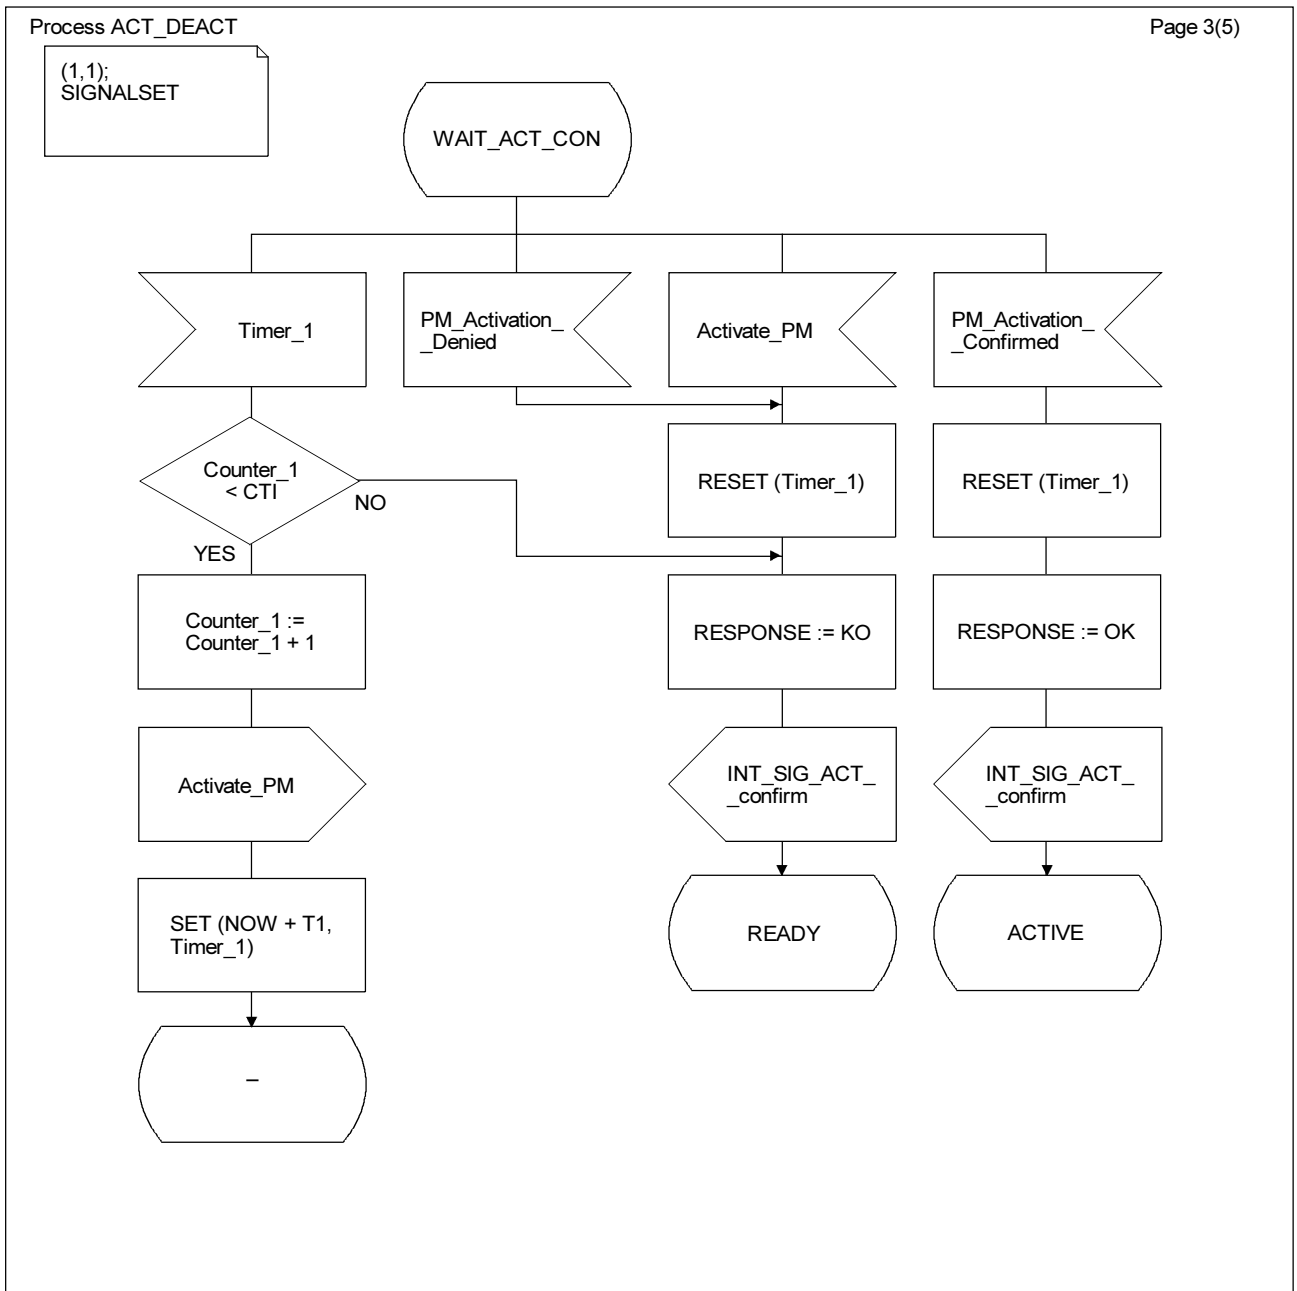 Process ACT_DEACT
Page 3(5)
(1,1);
SIGNALSET
WAIT_ACT_CON
Timer_1
PM_Activation_
_Denied
Activate_PM
PM_Activation_
_Confirmed
Counter_1
< CTI
NO
YES
RESET (Timer_1)
RESET (Timer_1)
Counter_1 :=
Counter_1 + 1
RESPONSE := KO
RESPONSE := OK
Activate_PM
INT_SIG_ACT_
_confirm
INT_SIG_ACT_
_confirm
SET (NOW + T1,
Timer_1)
READY
ACTIVE
–